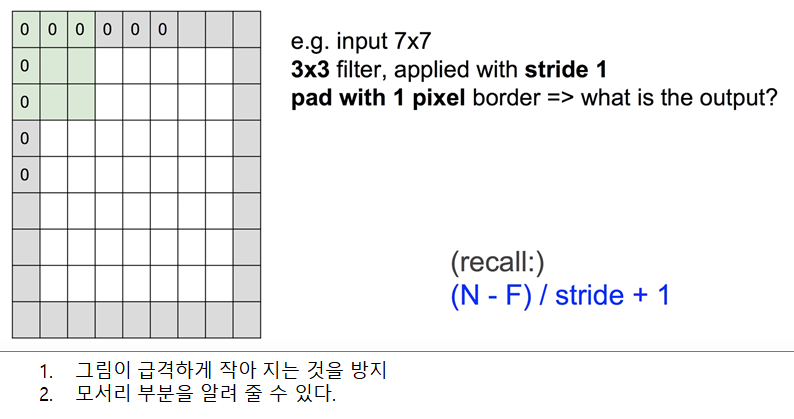 0 0 0 0 0 0
0
0
0
0
e.g. input 7x7
3x3 filter, applied with stride 1
pad with 1 pixel border => what is the output?
(recall:)
(N - F) / stride + 1
1. 그림이 급격하게 작아 지는 것을 방지
2. 모서리 부분을 알려 줄 수 있다.